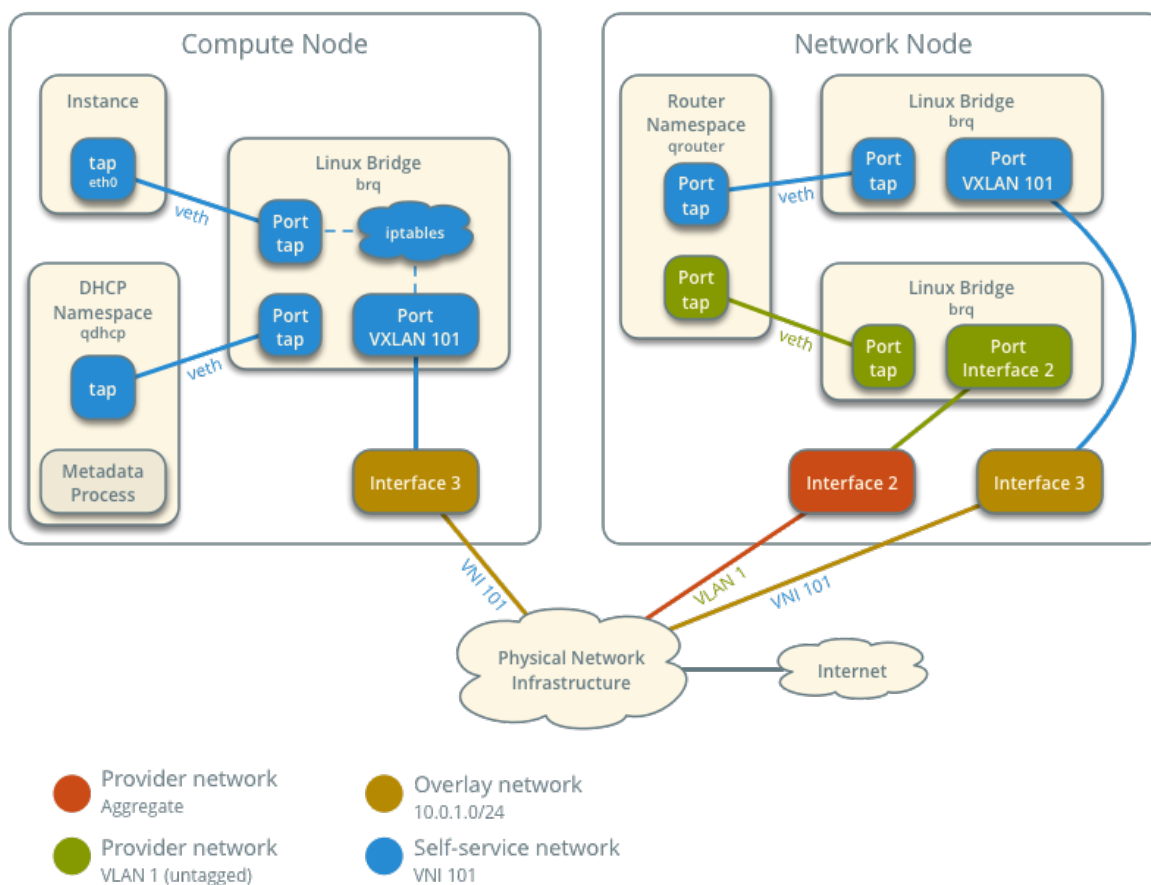 Compute Node
Instance
tap
eth0
veth
Linux Bridge
brq
Port
tap
iptables
DHCP
Namespace
qdhcp
tap
veth
Port
tap
Port
VXLAN 101
Metadata
Process
Interface 3
VNI 101
Network Node
Router
Namespace
qrouter
Port
tap
veth
Linux Bridge
brq
Port
tap
Port
VXLAN 101
Port
tap
veth
Linux Bridge
brq
Port
tap
Port
Interface 2
Interface 2
Interface 3
VLAN 1
VNI 101
Physical Network
Infrastructure
Internet
Provider network
Aggregate
Overlay network
10.0.1.0/24
Provider network
VLAN 1 (untagged)
Self-service network
VNI 101